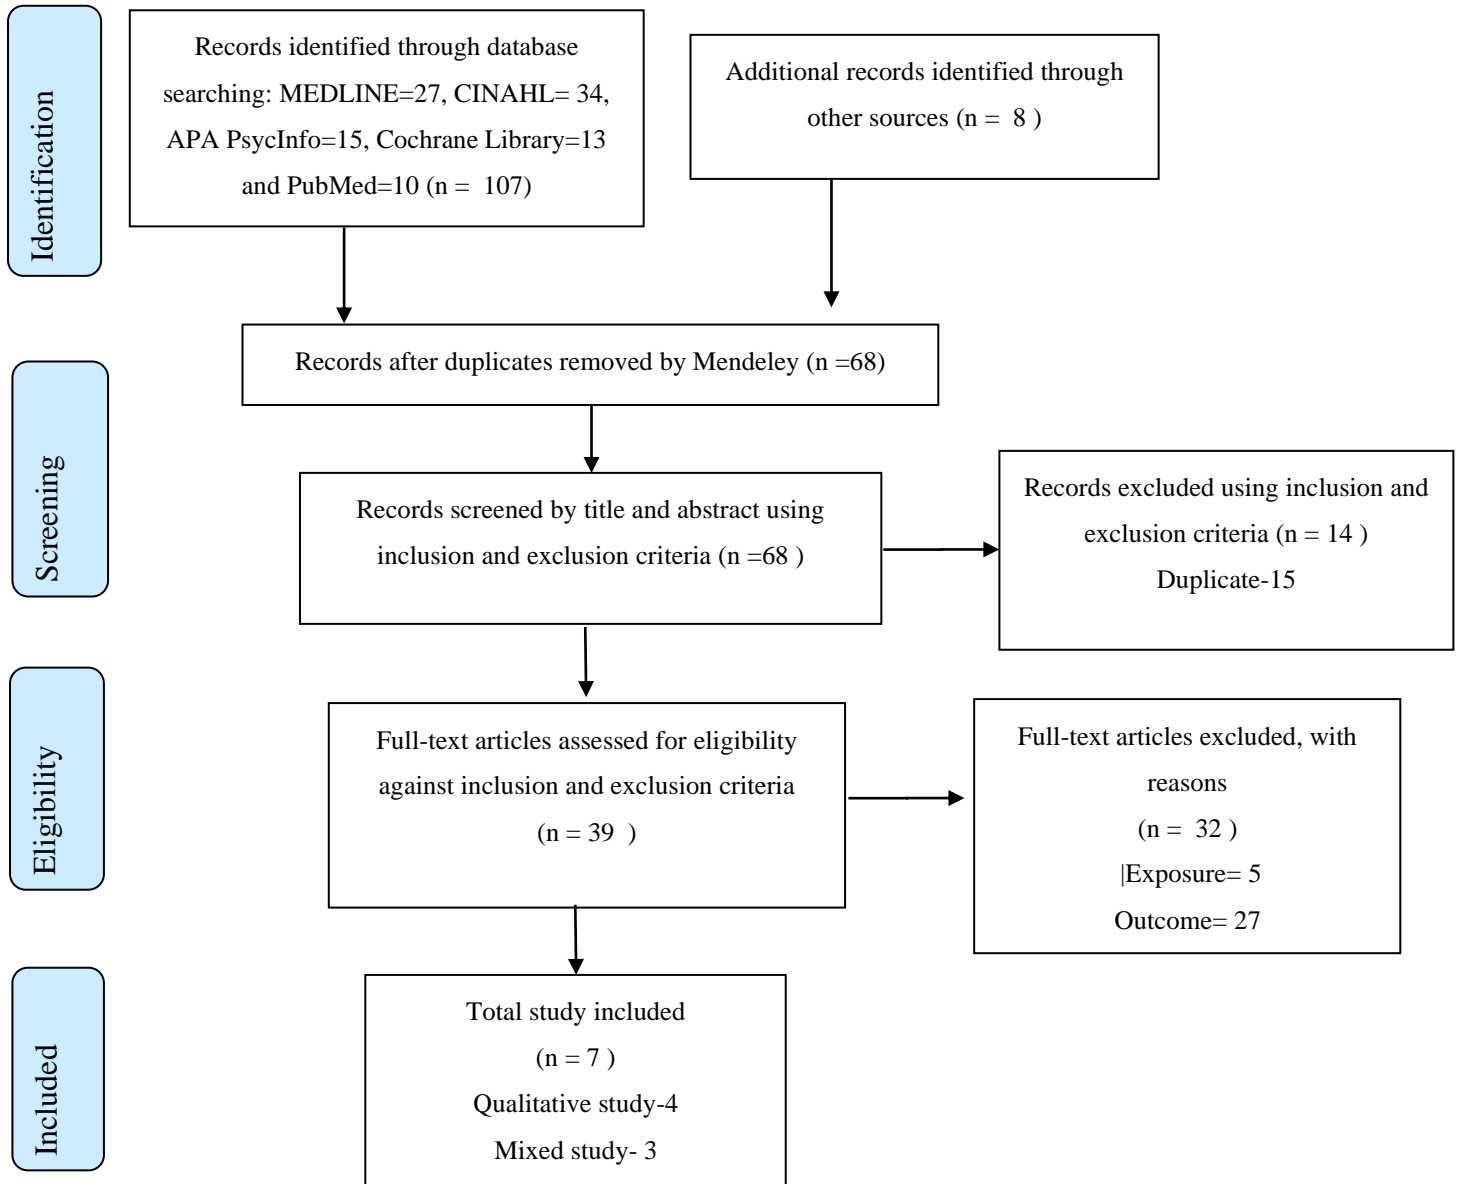 Identification
Records identified through database
searching: MEDLINE=27, CINAHL= 34,
APA PsycInfo=15, Cochrane Library=13
and PubMed=10 (n =  107)
Additional records identified through
other sources (n =  8 )
Records after duplicates removed by Mendeley (n =68)
Screening
Records screened by title and abstract using
inclusion and exclusion criteria (n =68 )
Records excluded using inclusion and
exclusion criteria (n = 14 )
Duplicate-15
Eligibility
Full-text articles assessed for eligibility
against inclusion and exclusion criteria
(n = 39  )
Full-text articles excluded, with
reasons
(n =  32 )
|Exposure= 5
Outcome= 27
Included
Total study included
(n = 7 )
Qualitative study-4
Mixed study- 3